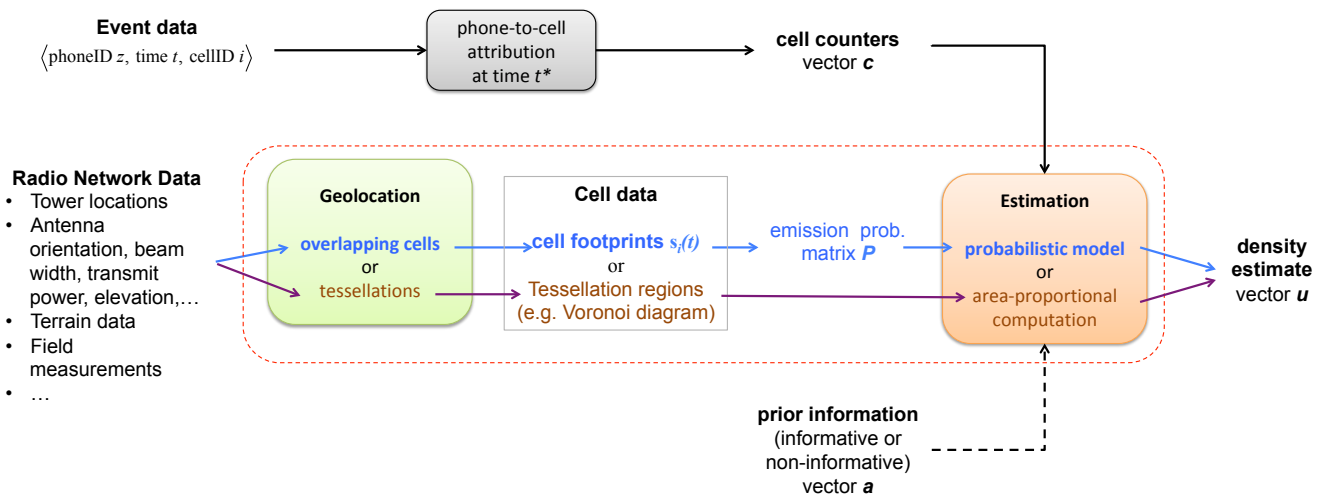 Event data
⟨phoneID z, time t, cellID i⟩
phone-to-cell
attribution
at time t*
cell counters
vector c
Radio Network Data
• Tower locations
• Antenna
orientation, beam
width, transmit
power, elevation,…
• Terrain data
• Field
measurements
• …
Geolocation
overlapping cells
or
tessellations
Cell data
cell footprints sᵢ(t)
or
Tessellation regions
(e.g. Voronoi diagram)
emission prob.
matrix P
Estimation
probabilistic model
or
area-proportional
computation
density
estimate
vector u
prior information
(informative or
non-informative)
vector a